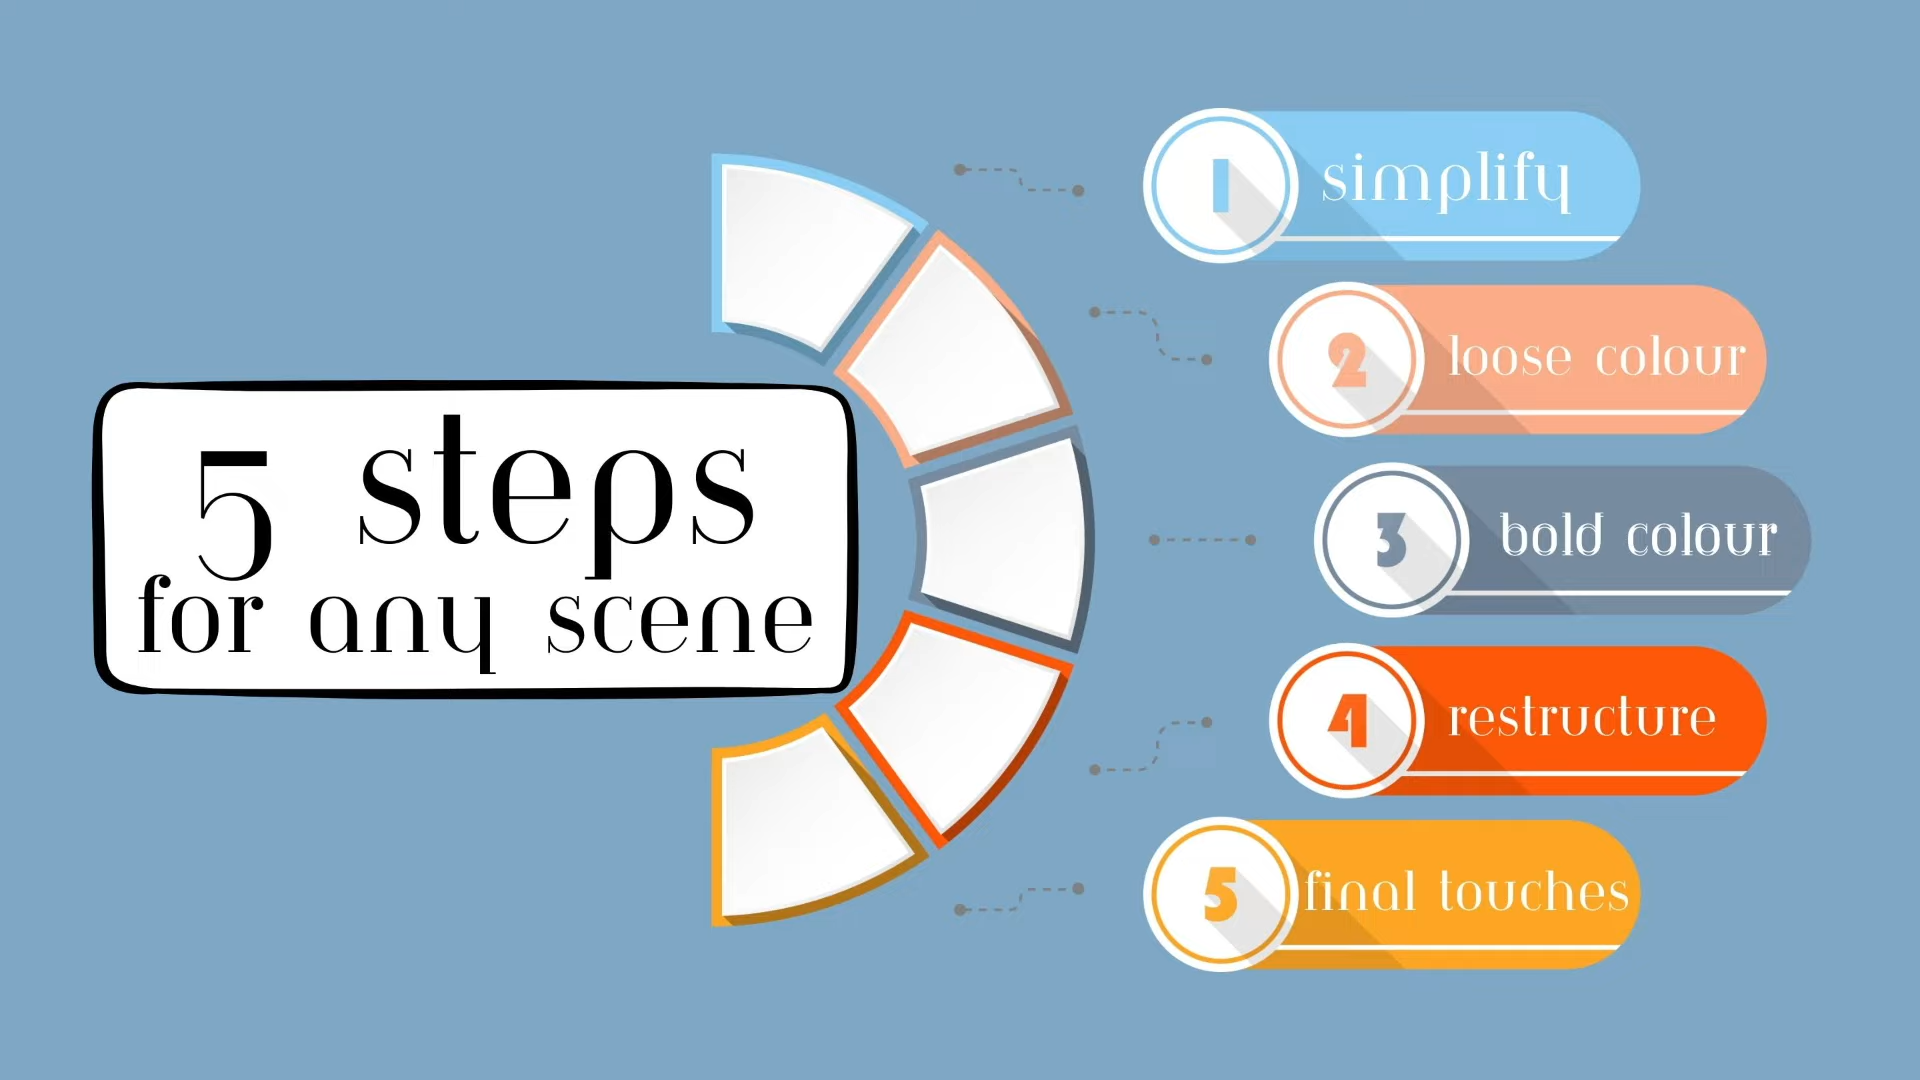 5 steps
for any scene
1 simplify
2 loose colour
3 bold colour
4 restructure
5 final touches